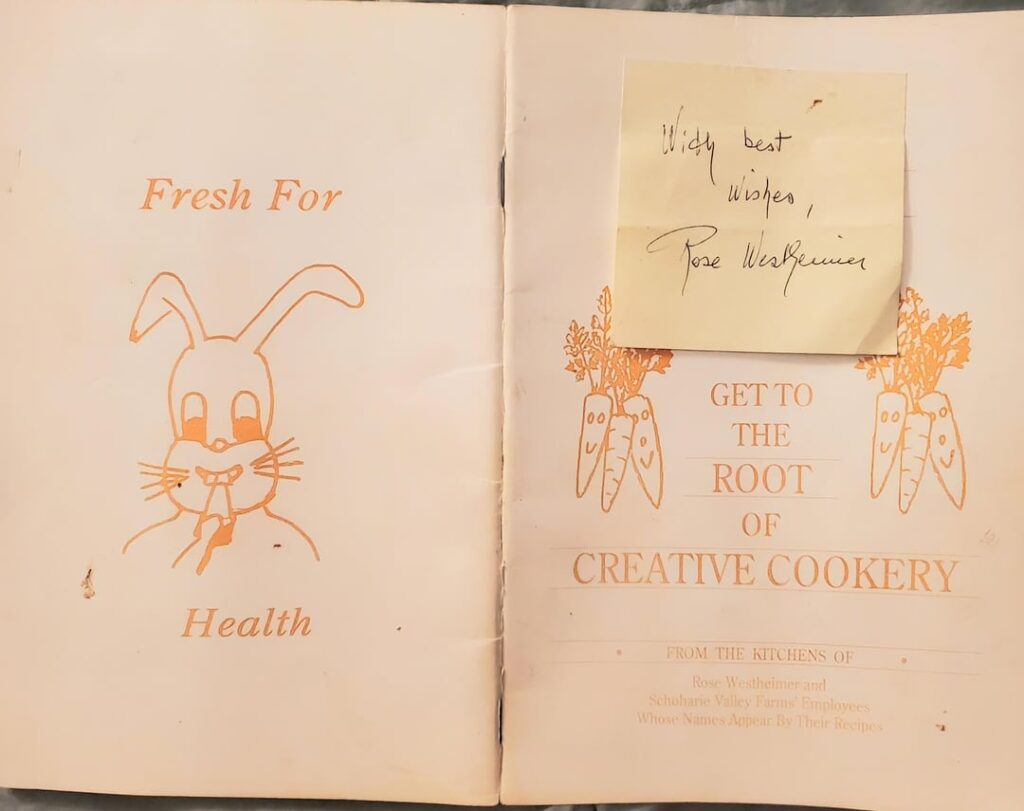 Fresh For
Health
With best
Wishes,
Rose Westheimer
GET TO
THE
ROOT
OF
CREATIVE COOKERY
• FROM THE KITCHENS OF •
Rose Westheimer and
Schoharie Valley Farms' Employees
Whose Names Appear By Their Recipes